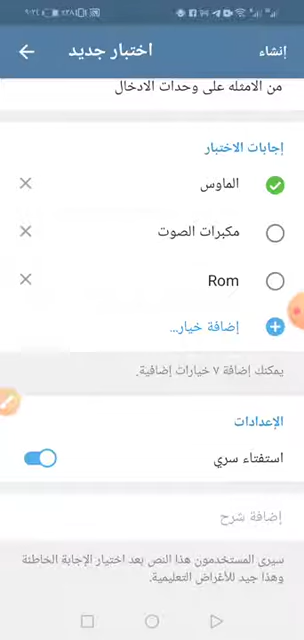 اختبار جديد
إنشاء
من الامثله على وحدات الادخال
إجابات الاختبار
الماوس
مكبرات الصوت
Rom
إضافة خيار...
يمكنك إضافة ٧ خيارات إضافية.
الإعدادات
استفتاء سري
إضافة شرح
سيرى المستخدمون هذا النص بعد اختيار الإجابة الخاطئة
وهذا جيد للأغراض التعليمية.